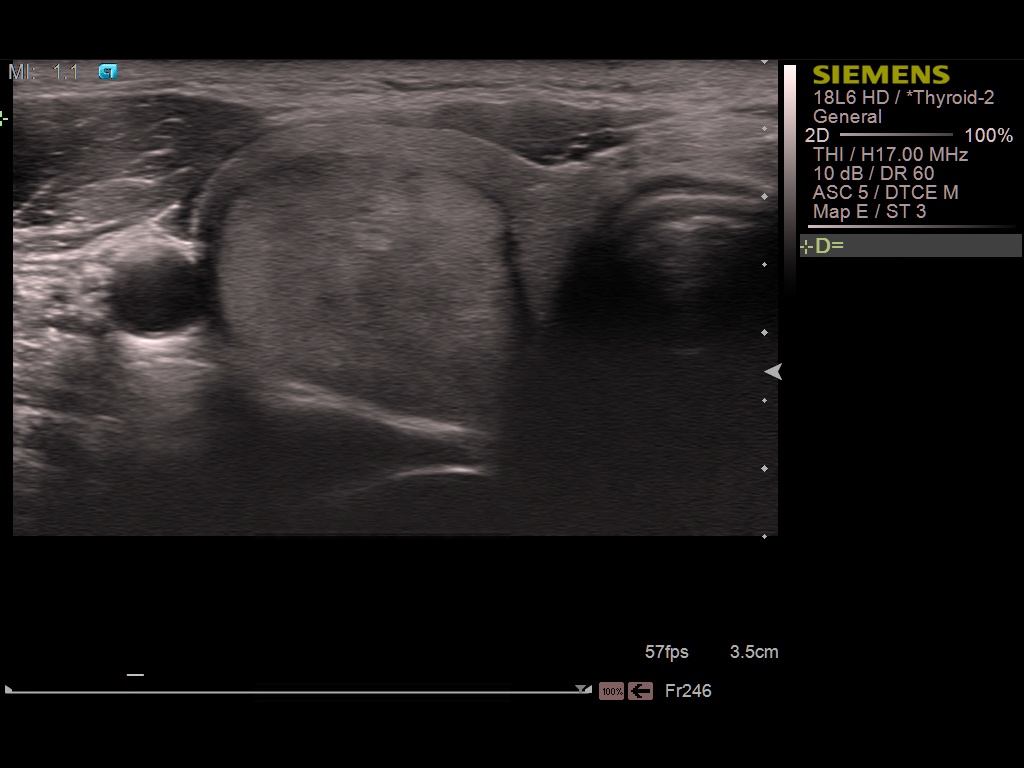 MI: 1.1
SIEMENS
18L6 HD / *Thyroid-2
General
2D 100%
THI / H17.00 MHz
10 dB / DR 60
ASC 5 / DTCE M
Map E / ST 3
D=
57fps 3.5cm
100% Fr246